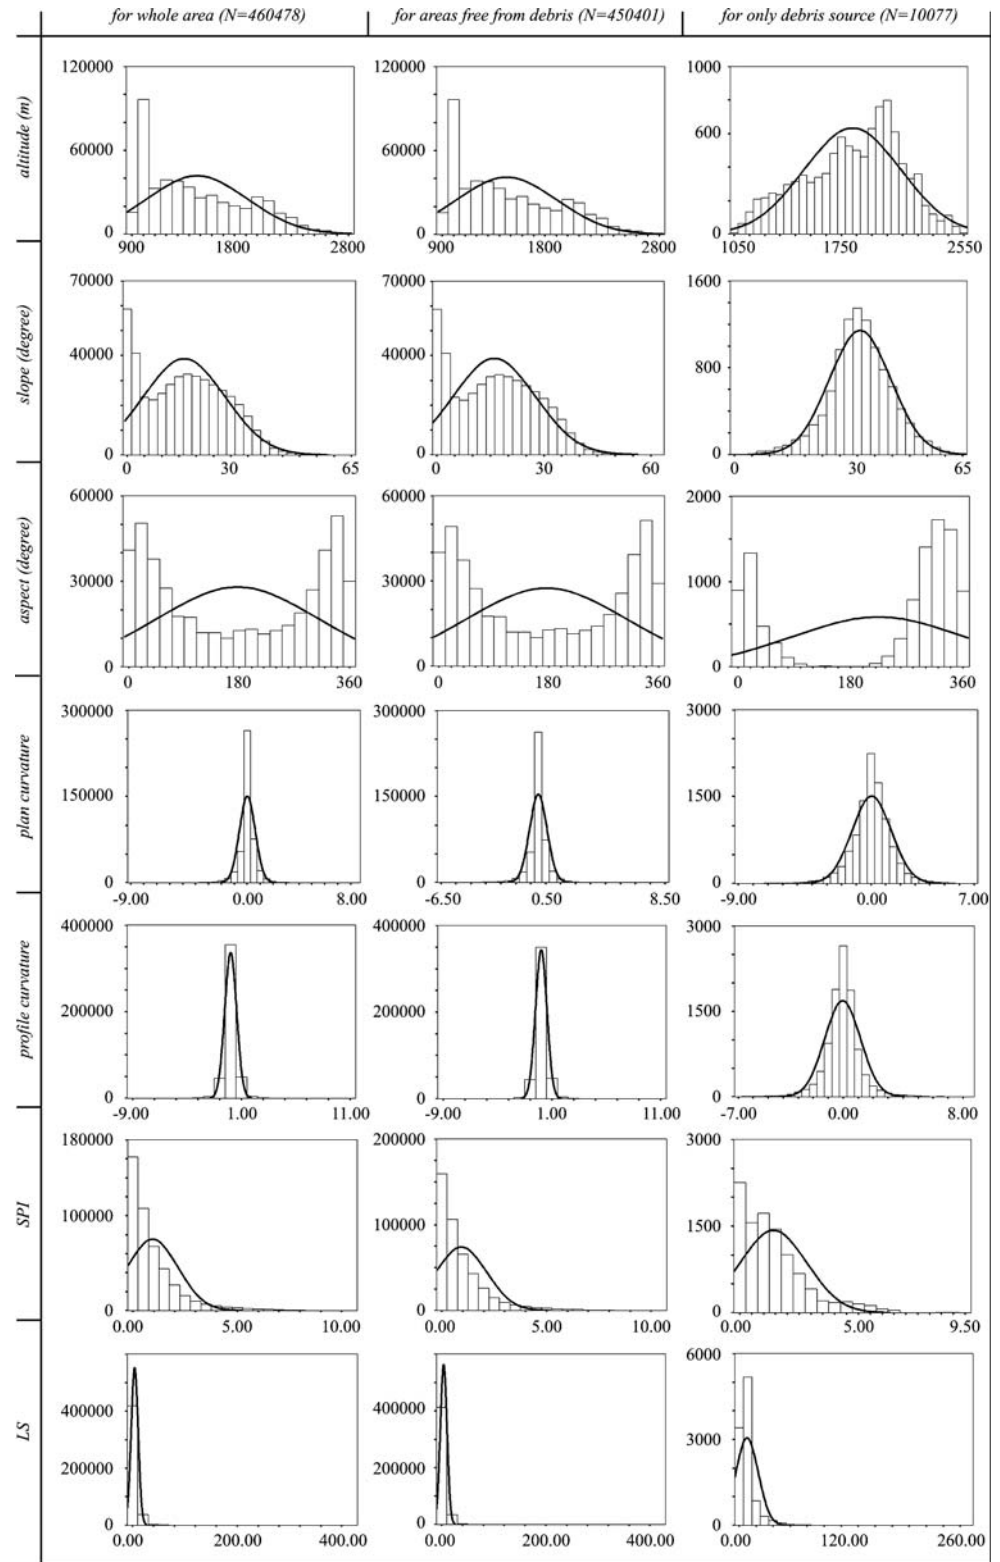 for whole area (N=460478) for areas free from debris (N=450401) for only debris source (N=10077)
altitude (m)
120000
60000
0
900 1800 2800
120000
60000
0
900 1800 2800
1000
600
0
1050 1750 2550
slope (degree)
70000
40000
0
0 30 65
70000
40000
0
0 30 60
1600
800
0
0 30 65
aspect (degree)
60000
30000
0
0 180 360
60000
30000
0
0 180 360
2000
1000
0
0 180 360
plan curvature
300000
150000
0
-9.00 0.00 8.00
300000
150000
0
-6.50 0.50 8.50
3000
1500
0
-9.00 0.00 7.00
profile curvature
400000
200000
0
-9.00 1.00 11.00
400000
200000
0
-9.00 1.00 11.00
3000
1500
0
-7.00 0.00 8.00
SPI
180000
100000
0
0.00 5.00 10.00
200000
100000
0
0.00 5.00 10.00
3000
1500
0
0.00 5.00 9.50
LS
400000
200000
0
0.00 200.00 400.00
400000
200000
0
0.00 200.00 400.00
6000
3000
0
0.00 120.00 260.00